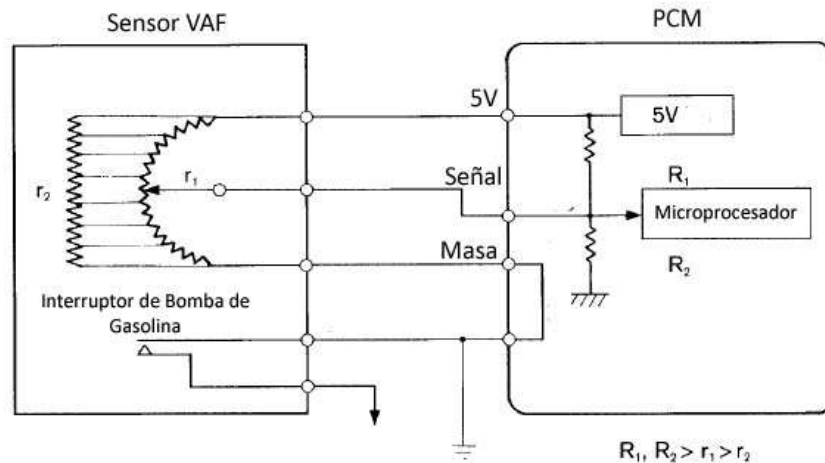 Sensor VAF
PCM
5V
5V
r₁
r₂
Señal
R₁
Microprocesador
Masa
R₂
Interruptor de Bomba de
Gasolina
R₁, R₂ > r₁ > r₂